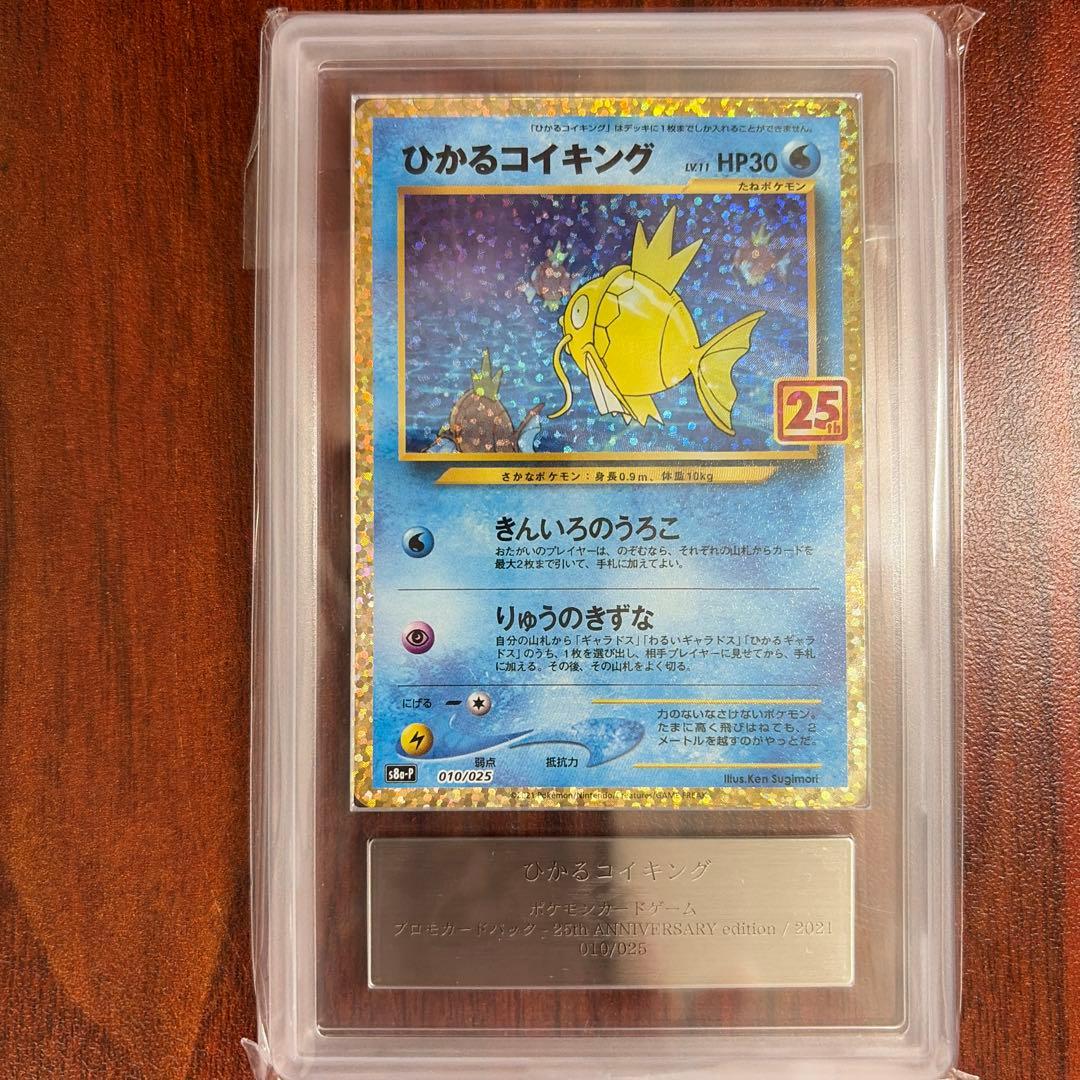 「ひかるコイキング」はデッキに1枚までしか入れることができません。
ひかるコイキング LV.11 HP30
たねポケモン
25th
さかなポケモン：身長0.9m、体重10kg
きんいろのうろこ
おたがいのプレイヤーは、のぞむなら、それぞれの山札からカードを
最大2枚まで引いて、手札に加えてよい。
りゅうのきずな
自分の山札から「ギャラドス」「わるいギャラドス」「ひかるギャラ
ドス」のうち、1枚を選び出し、相手プレイヤーに見せてから、手札
に加える。その後、その山札をよく切る。
にげる
力のないなさけないポケモン。
たまに高く飛びはねても、2
メートルを越すのがやっとだ。
弱点 抵抗力
s8a-P 010/025
Illus.Ken Sugimori
©2021 Pokémon/Nintendo/Creatures/GAME FREAK
ひかるコイキング
ポケモンカードゲーム
プロモカードパック - 25th ANNIVERSARY edition / 2021
010/025